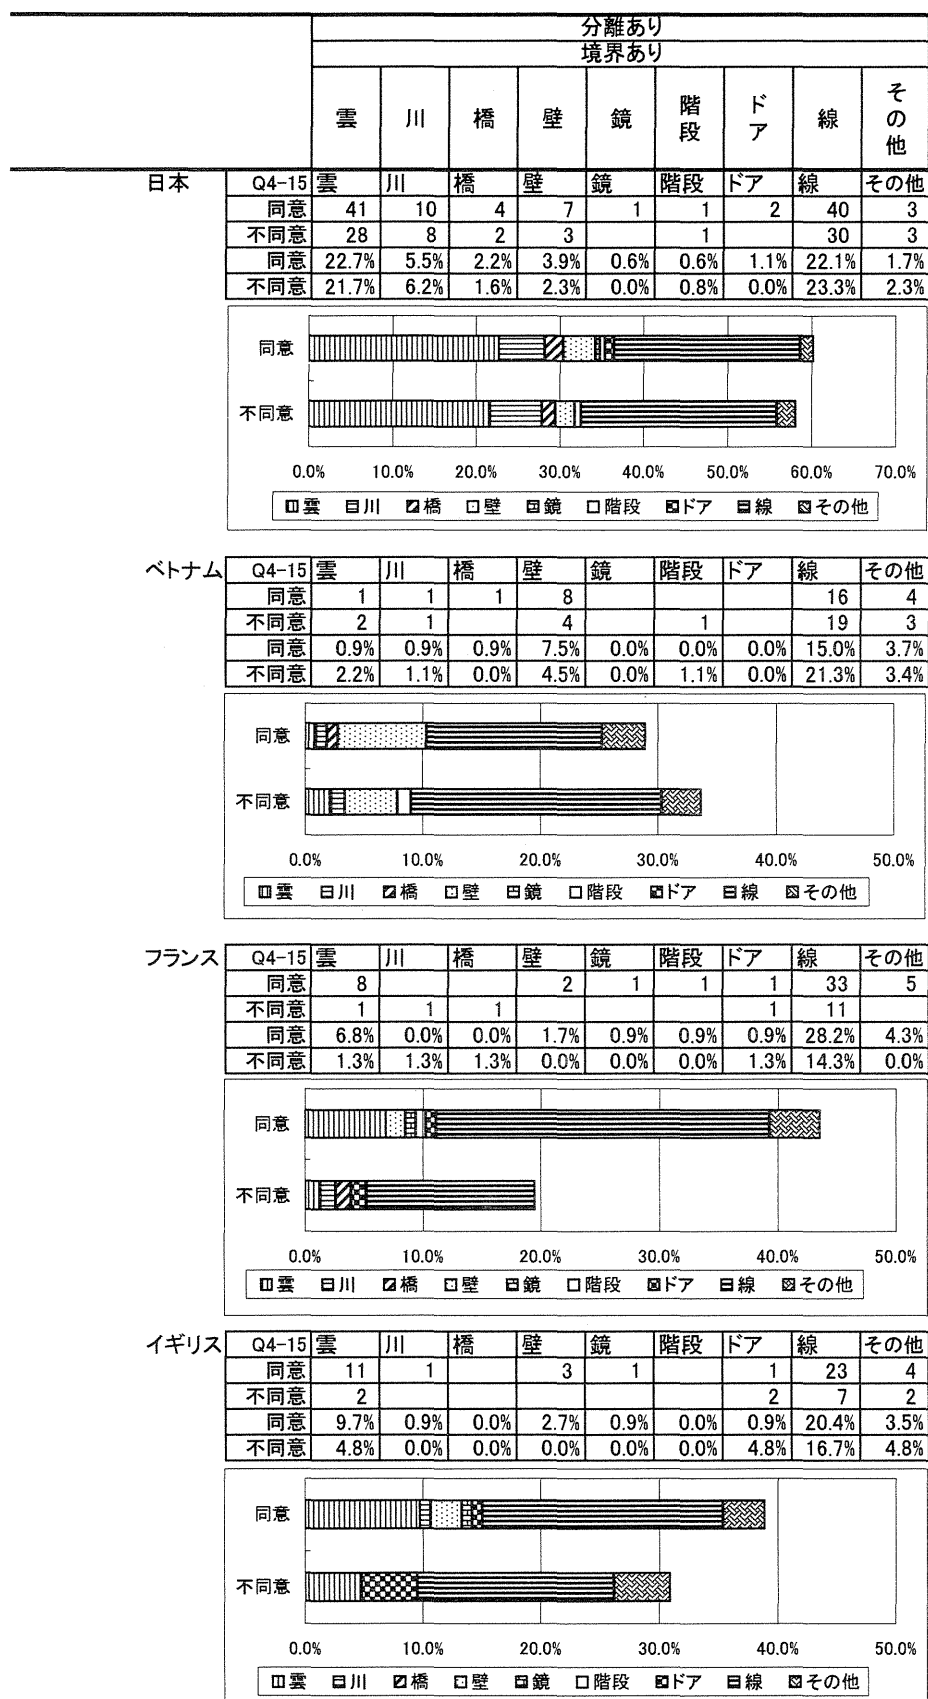 分離あり
境界あり
雲 川 橋 壁 鏡 階段 ドア 線 その他
日本 Q4-15 雲 川 橋 壁 鏡 階段 ドア 線 その他
同意 41 10 4 7 1 1 2 40 3
不同意 28 8 2 3 1 30 3
同意 22.7% 5.5% 2.2% 3.9% 0.6% 0.6% 1.1% 22.1% 1.7%
不同意 21.7% 6.2% 1.6% 2.3% 0.0% 0.8% 0.0% 23.3% 2.3%
同意
不同意
0.0% 10.0% 20.0% 30.0% 40.0% 50.0% 60.0% 70.0%
雲 川 橋 壁 鏡 階段 ドア 線 その他
ベトナム Q4-15 雲 川 橋 壁 鏡 階段 ドア 線 その他
同意 1 1 1 8 16 4
不同意 2 1 4 1 19 3
同意 0.9% 0.9% 0.9% 7.5% 0.0% 0.0% 0.0% 15.0% 3.7%
不同意 2.2% 1.1% 0.0% 4.5% 0.0% 1.1% 0.0% 21.3% 3.4%
同意
不同意
0.0% 10.0% 20.0% 30.0% 40.0% 50.0%
雲 川 橋 壁 鏡 階段 ドア 線 その他
フランス Q4-15 雲 川 橋 壁 鏡 階段 ドア 線 その他
同意 8 2 1 1 1 33 5
不同意 1 1 1 1 11
同意 6.8% 0.0% 0.0% 1.7% 0.9% 0.9% 0.9% 28.2% 4.3%
不同意 1.3% 1.3% 1.3% 0.0% 0.0% 0.0% 1.3% 14.3% 0.0%
同意
不同意
0.0% 10.0% 20.0% 30.0% 40.0% 50.0%
雲 川 橋 壁 鏡 階段 ドア 線 その他
イギリス Q4-15 雲 川 橋 壁 鏡 階段 ドア 線 その他
同意 11 1 3 1 1 23 4
不同意 2 2 7 2
同意 9.7% 0.9% 0.0% 2.7% 0.9% 0.0% 0.9% 20.4% 3.5%
不同意 4.8% 0.0% 0.0% 0.0% 0.0% 0.0% 4.8% 16.7% 4.8%
同意
不同意
0.0% 10.0% 20.0% 30.0% 40.0% 50.0%
雲 川 橋 壁 鏡 階段 ドア 線 その他